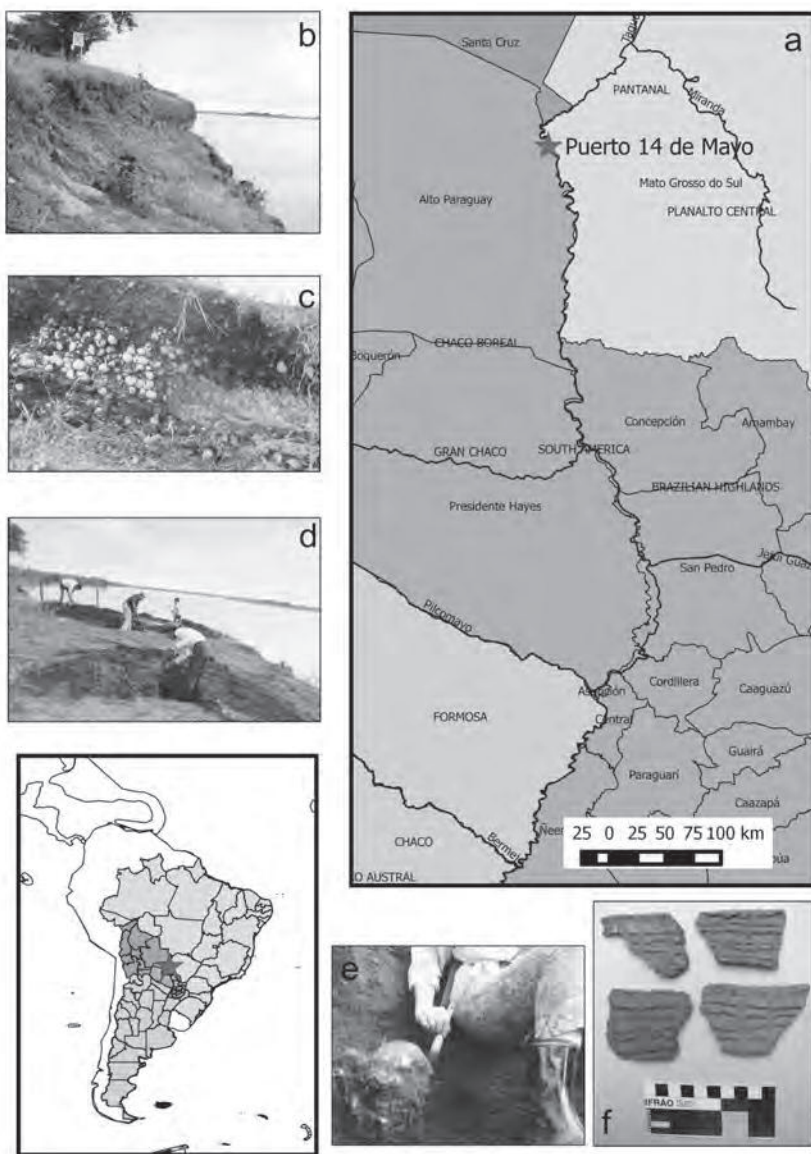 b
c
d
a
Santa Cruz
PANTANAL
Miranda
Puerto 14 de Mayo
Mato Grosso do Sul
Alto Paraguay
PLANALTO CENTRAL
CHACO BOREAL
Boquerón
Concepción
Amambay
GRAN CHACO
SOUTH AMERICA
BRAZILIAN HIGHLANDS
Presidente Hayes
San Pedro
Pilcomayo
Cordillera
Caaguazú
FORMOSA
Central
Guairá
Paraguarí
Caazapá
25 0 25 50 75 100 km
CHACO
O AUSTRAL
e
f
IFRAO